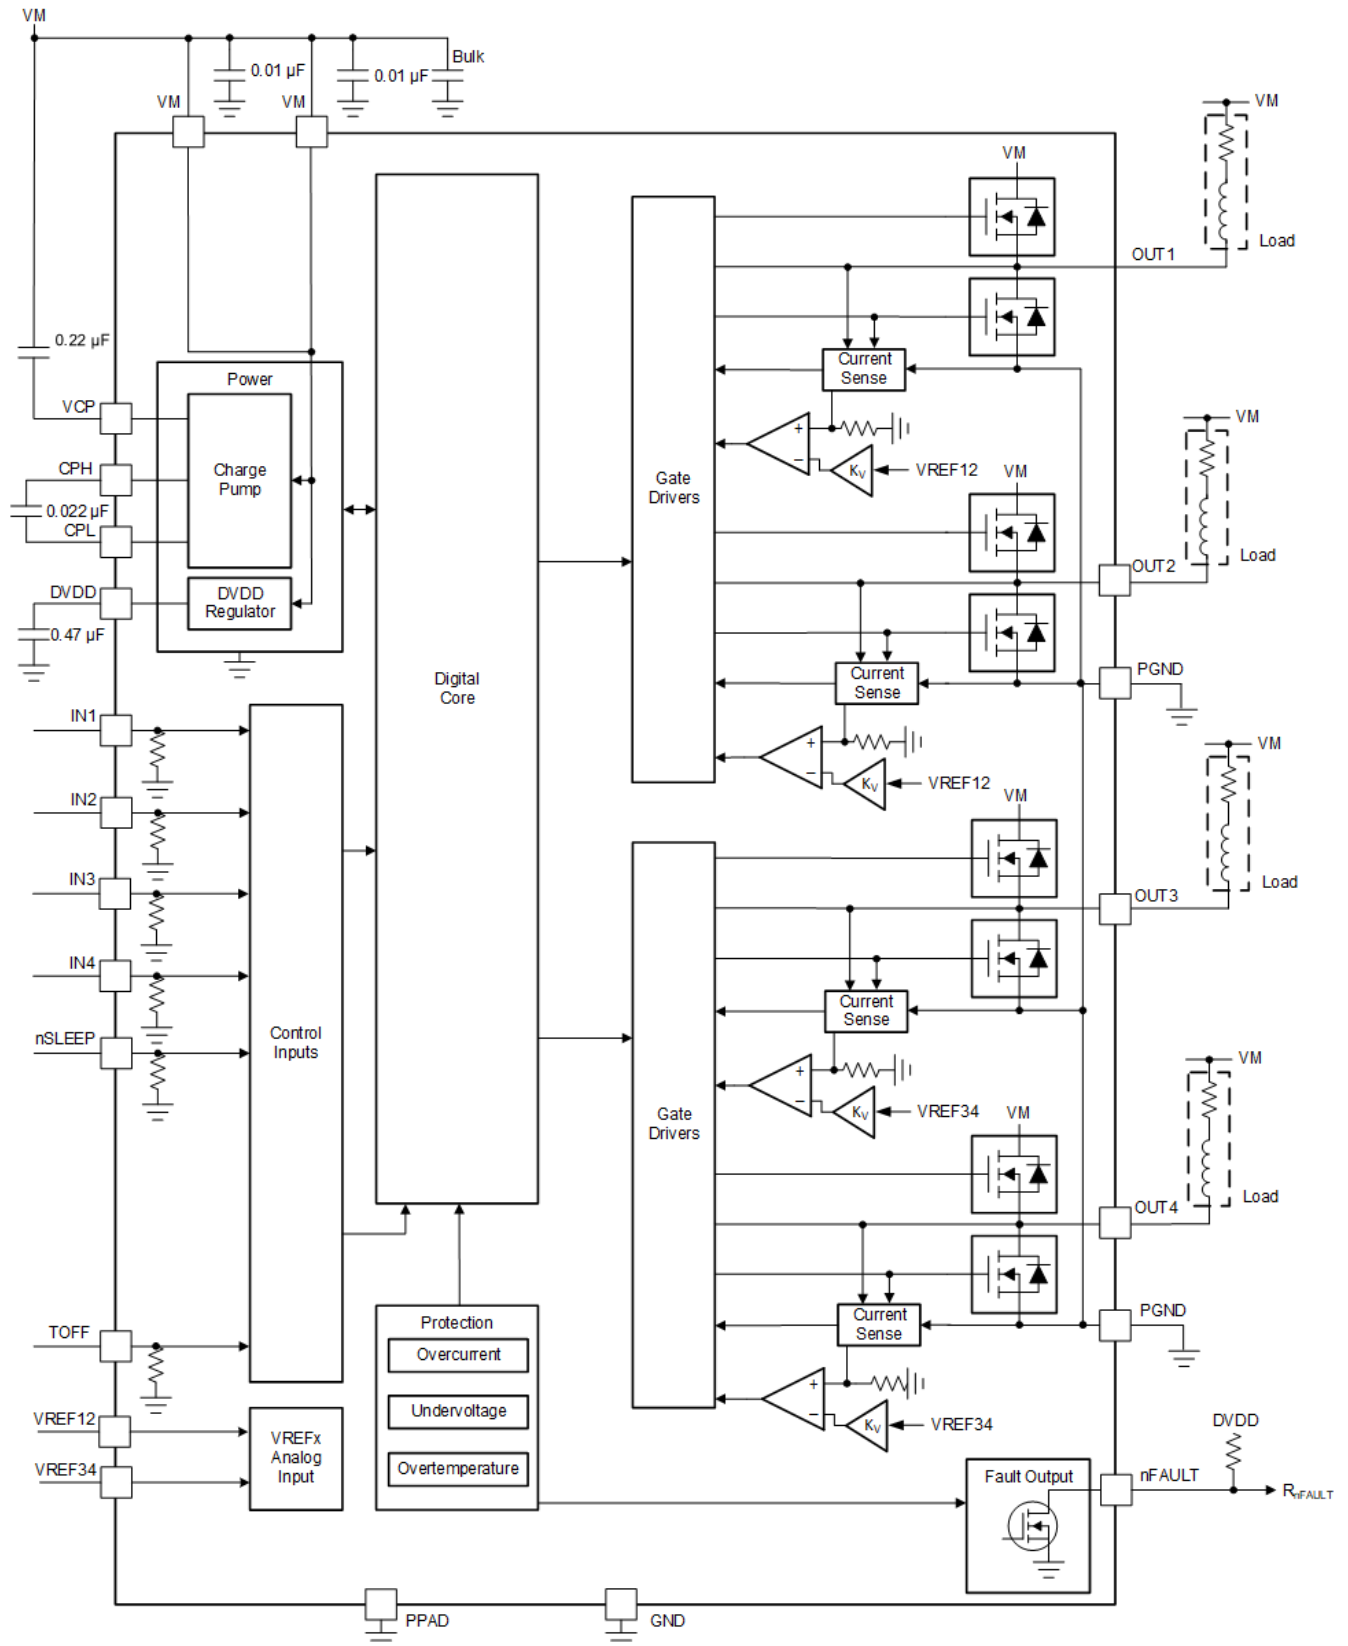 VM
Bulk
0.01 µF
0.01 µF
VM
VM
VM
Load
VM
OUT1
0.22 µF
Current
Sense
Power
VCP
+
−
KV
VREF12
VM
Charge
Pump
CPH
0.022 µF
CPL
Gate
Drivers
VM
Load
OUT2
DVDD
DVDD
Regulator
0.47 µF
Digital
Core
Current
Sense
PGND
IN1
+
−
KV
VREF12
VM
VM
Load
IN2
IN3
OUT3
IN4
Current
Sense
nSLEEP
Control
Inputs
+
−
KV
VREF34
VM
Gate
Drivers
VM
Load
OUT4
Current
Sense
PGND
Protection
Overcurrent
Undervoltage
Overtemperature
TOFF
+
−
KV
VREF34
VREF12
VREF34
VREFx
Analog
Input
DVDD
Fault Output
nFAULT
RnFAULT
PPAD
GND